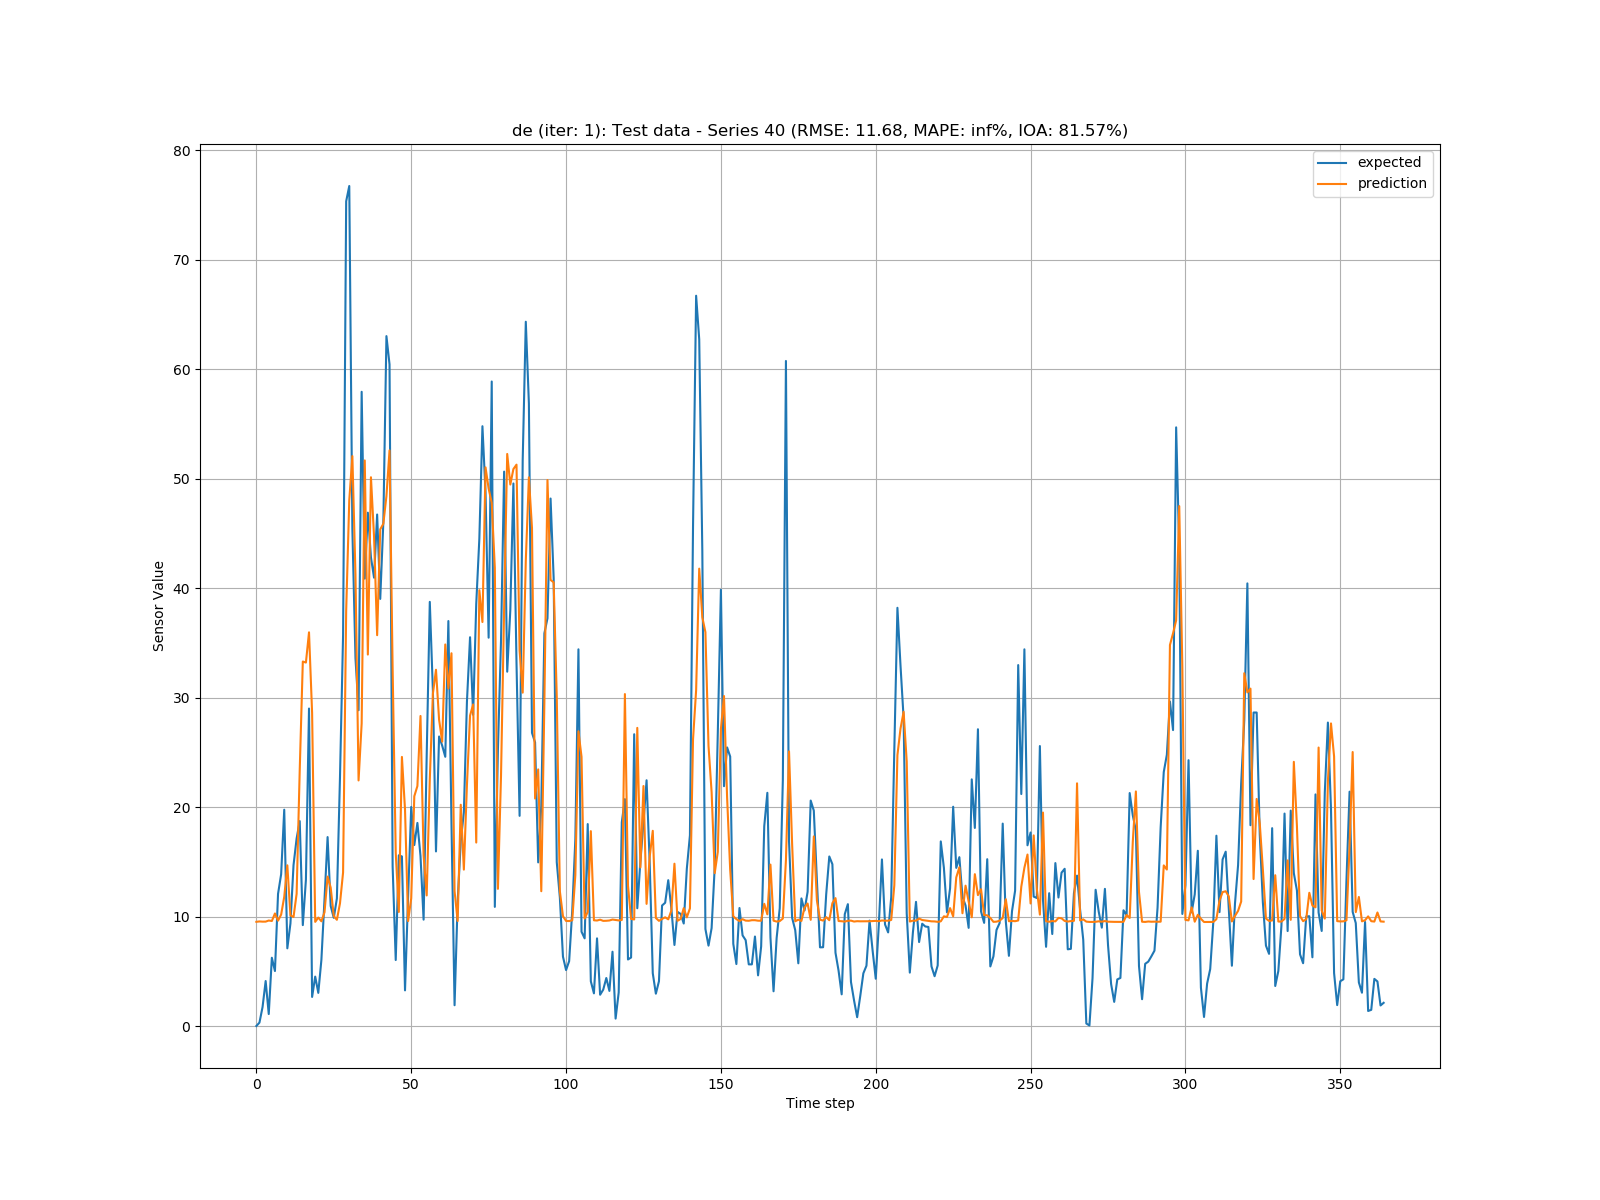 de (iter: 1): Test data - Series 40 (RMSE: 11.68, MAPE: inf%, IOA: 81.57%)
80
70
60
50
40
30
20
10
0
Sensor Value
expected
prediction
0 50 100 150 200 250 300 350
Time step